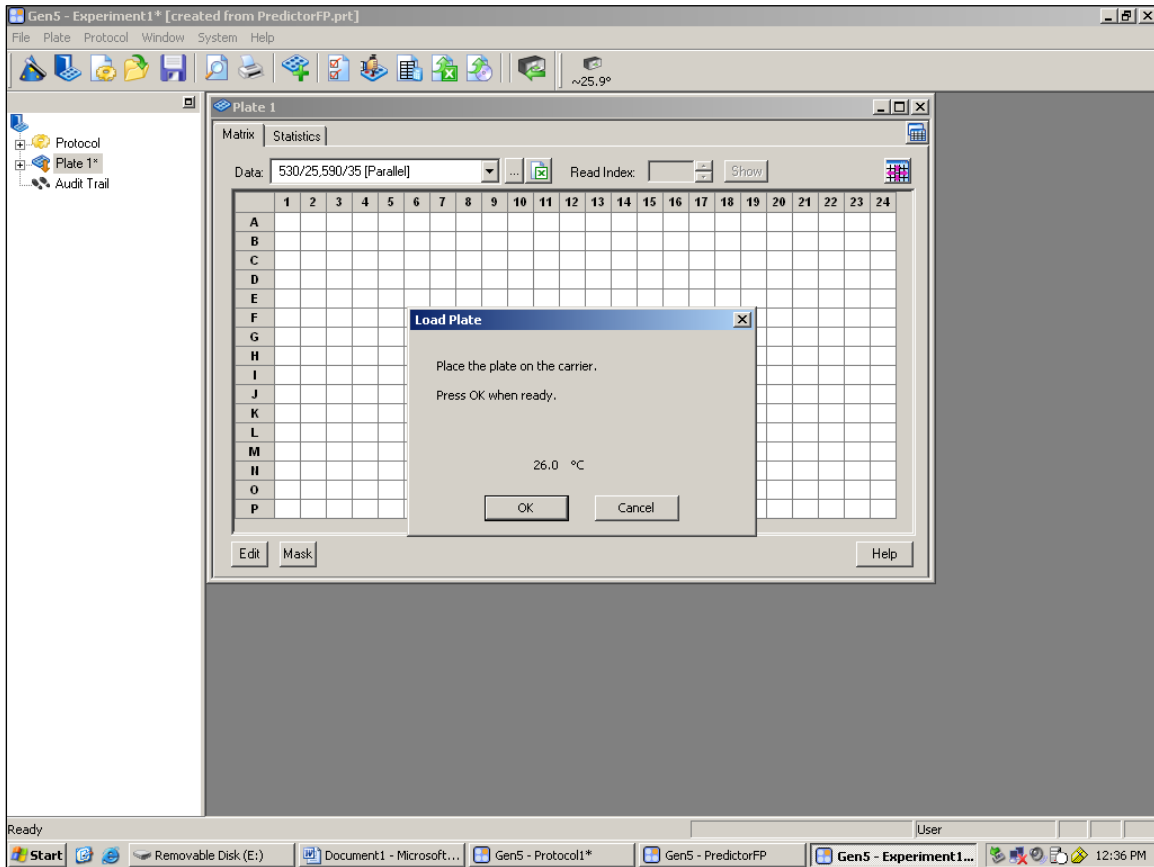 Gen5 - Experiment1* [created from PredictorFP.prt]
File Plate Protocol Window System Help
~25.9°
Plate 1
Protocol
Plate 1*
Audit Trail
Matrix Statistics
Data: 530/25,590/35 [Parallel] ... Read Index: Show
1 2 3 4 5 6 7 8 9 10 11 12 13 14 15 16 17 18 19 20 21 22 23 24
A
B
C
D
E
F
G
H
I
J
K
L
M
N
O
P
Load Plate
Place the plate on the carrier.
Press OK when ready.
26.0 °C
OK Cancel
Edit Mask Help
Ready User
Start Removable Disk (E:) Document1 - Microsoft... Gen5 - Protocol1* Gen5 - PredictorFP Gen5 - Experiment1... 12:36 PM